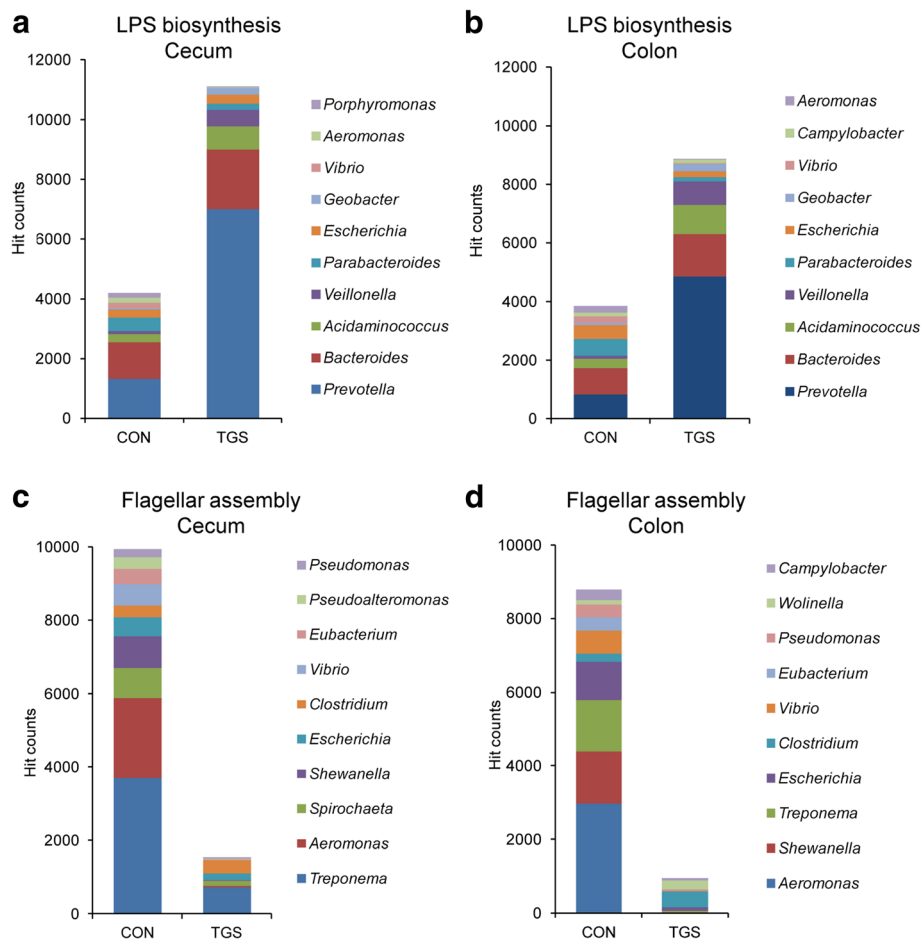 a
LPS biosynthesis
Cecum
12000
10000
8000
6000
4000
2000
0
Hit counts
CON
TGS
Porphyromonas
Aeromonas
Vibrio
Geobacter
Escherichia
Parabacteroides
Veillonella
Acidaminococcus
Bacteroides
Prevotella
b
LPS biosynthesis
Colon
12000
10000
8000
6000
4000
2000
0
Hit counts
CON
TGS
Aeromonas
Campylobacter
Vibrio
Geobacter
Escherichia
Parabacteroides
Veillonella
Acidaminococcus
Bacteroides
Prevotella
c
Flagellar assembly
Cecum
10000
8000
6000
4000
2000
0
Hit counts
CON
TGS
Pseudomonas
Pseudoalteromonas
Eubacterium
Vibrio
Clostridium
Escherichia
Shewanella
Spirochaeta
Aeromonas
Treponema
d
Flagellar assembly
Colon
10000
8000
6000
4000
2000
0
Hit counts
CON
TGS
Campylobacter
Wolinella
Pseudomonas
Eubacterium
Vibrio
Clostridium
Escherichia
Treponema
Shewanella
Aeromonas